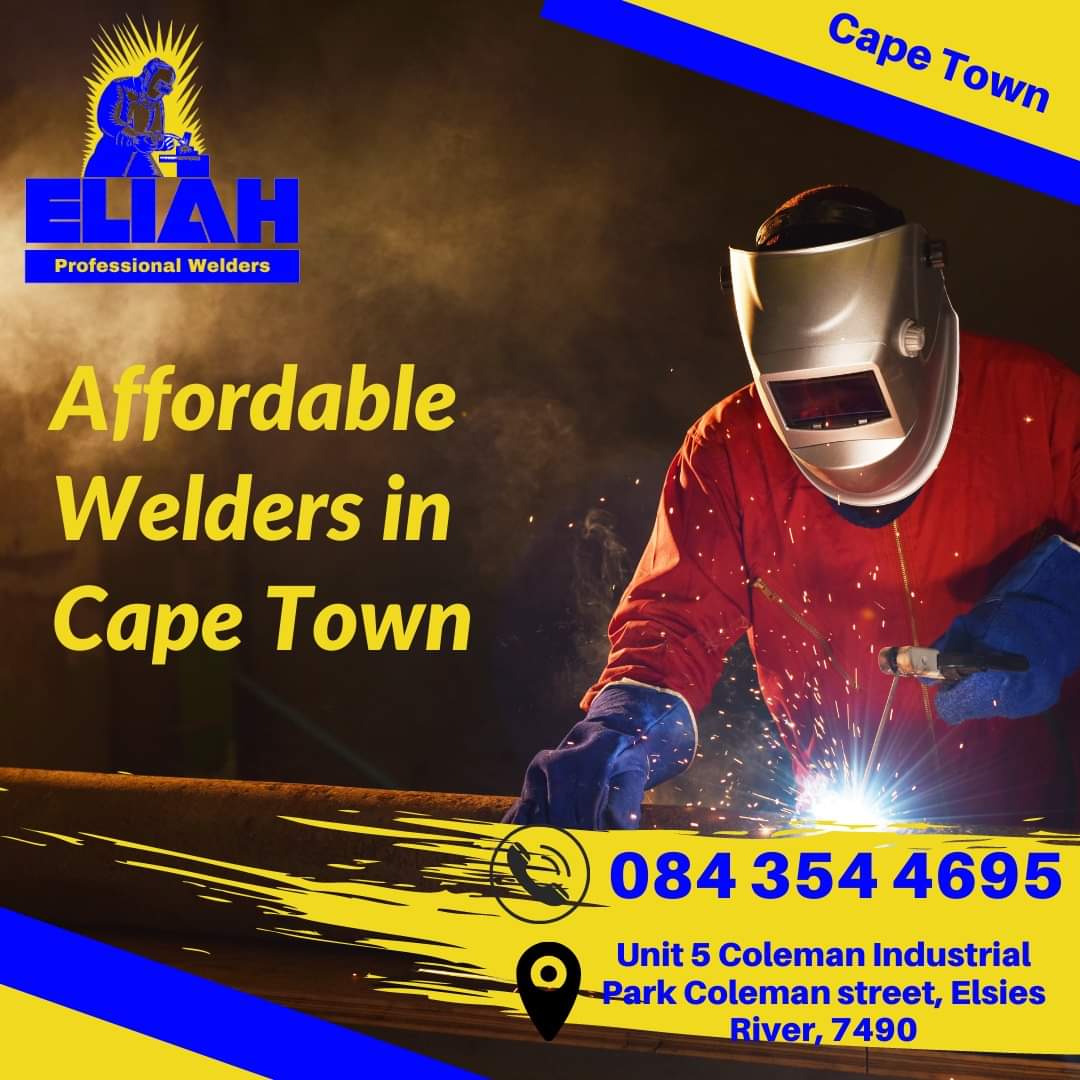 Cape Town
ELIAH
Professional Welders
Affordable
Welders in
Cape Town
084 354 4695
Unit 5 Coleman Industrial
Park Coleman street, Elsies
River, 7490